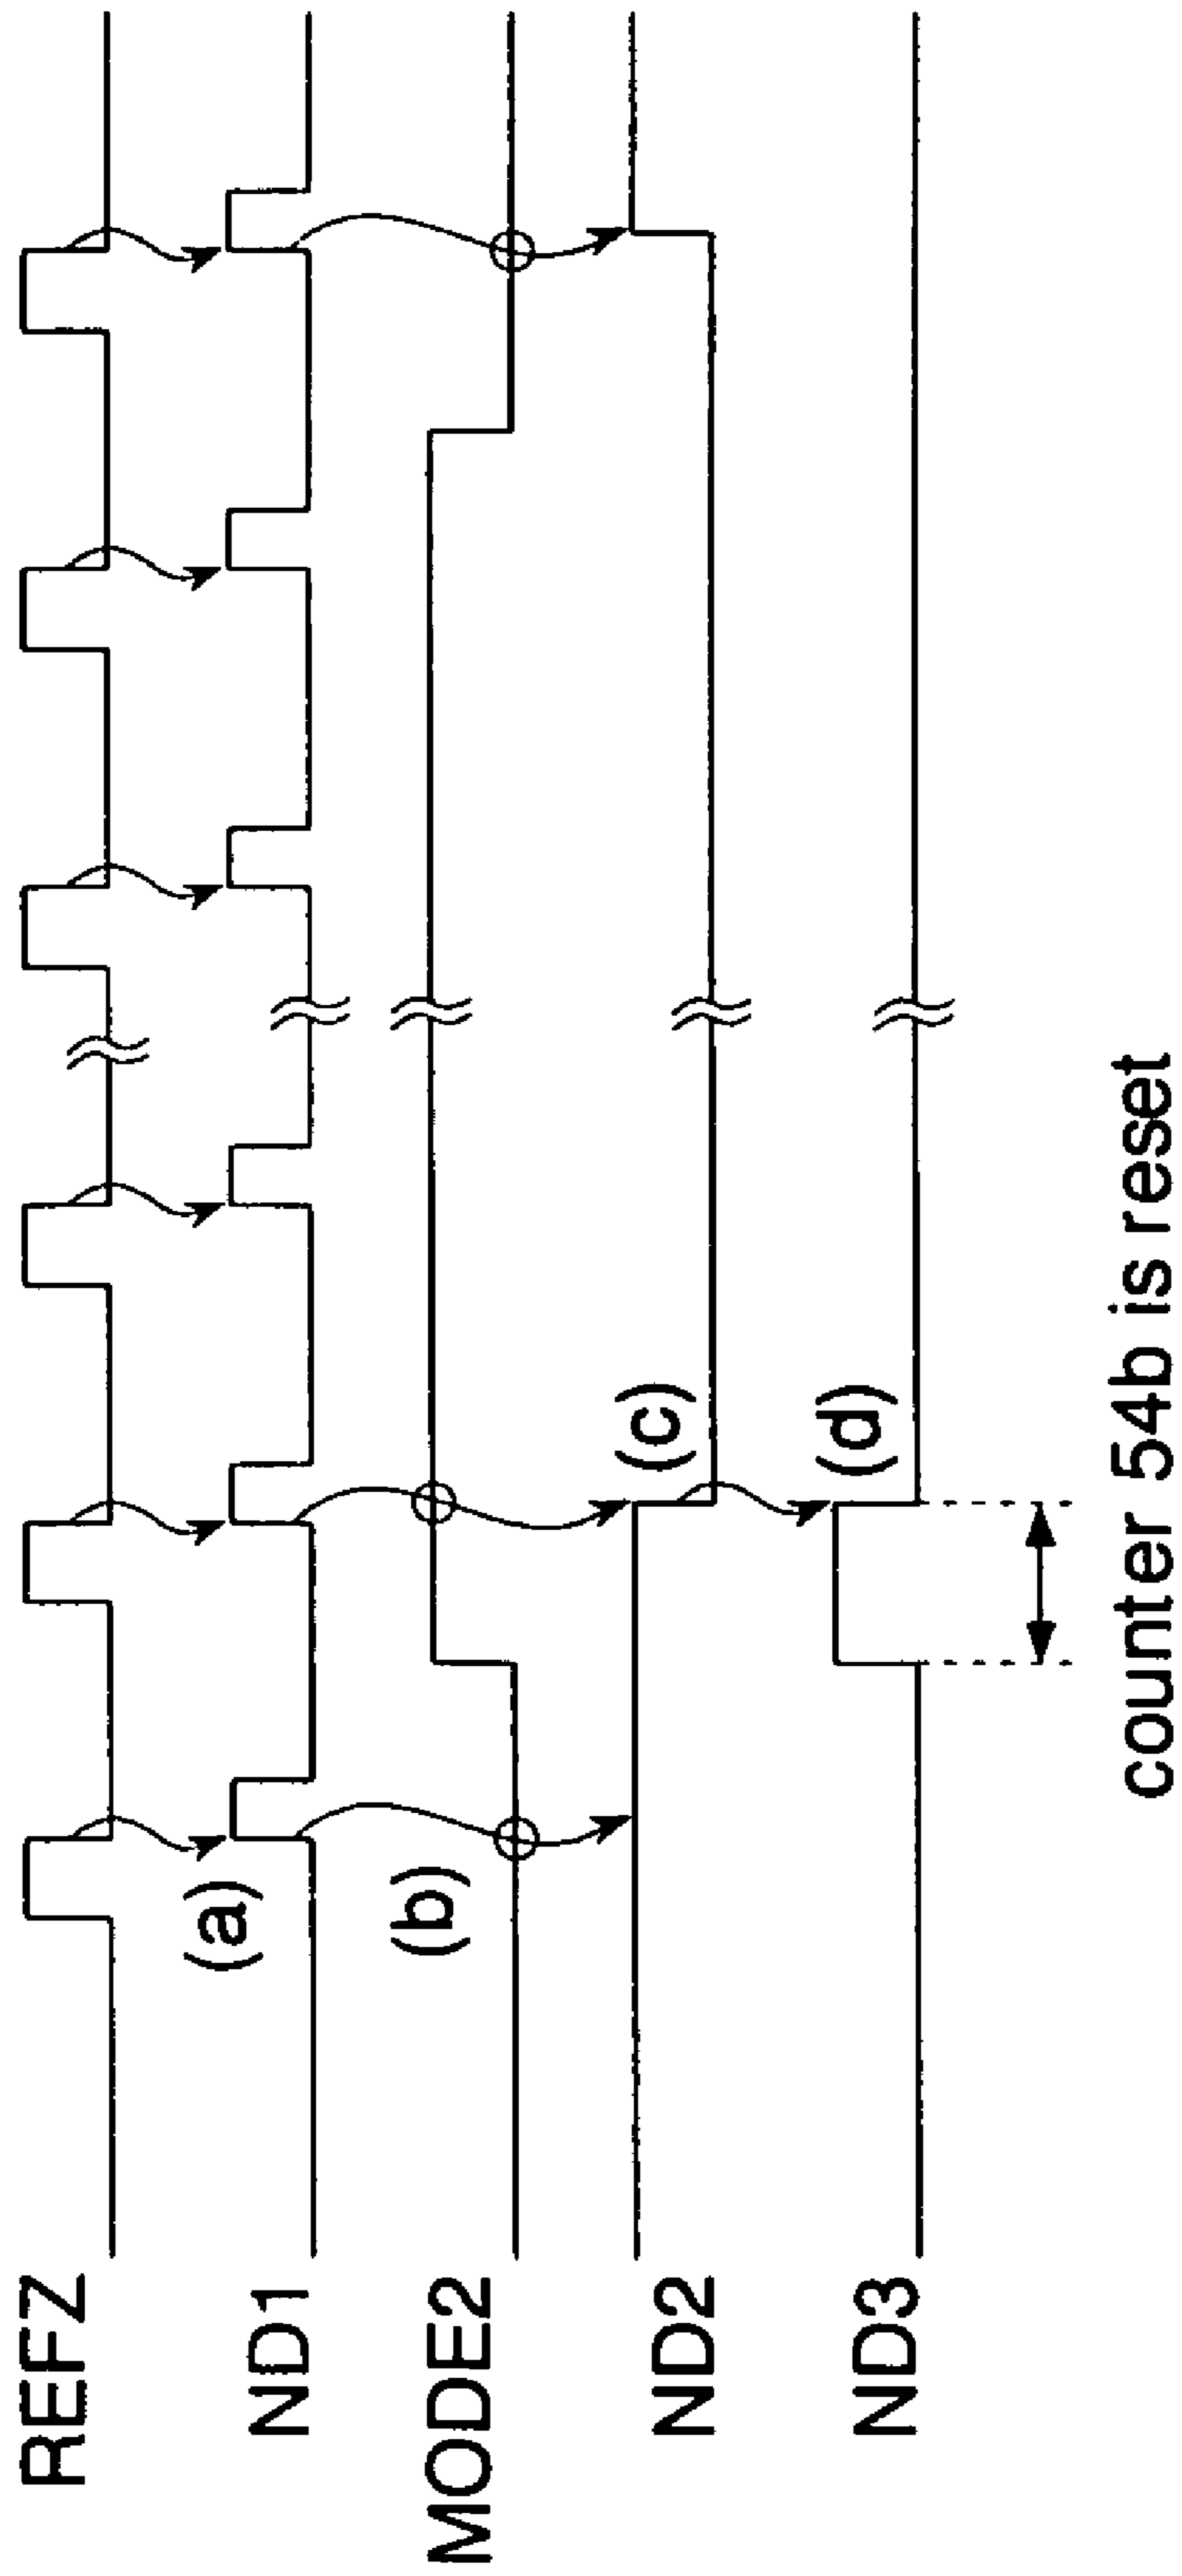 REFZ
(a)
ND1
(b)
MODE2
(c)
ND2
(d)
ND3
counter 54b is reset